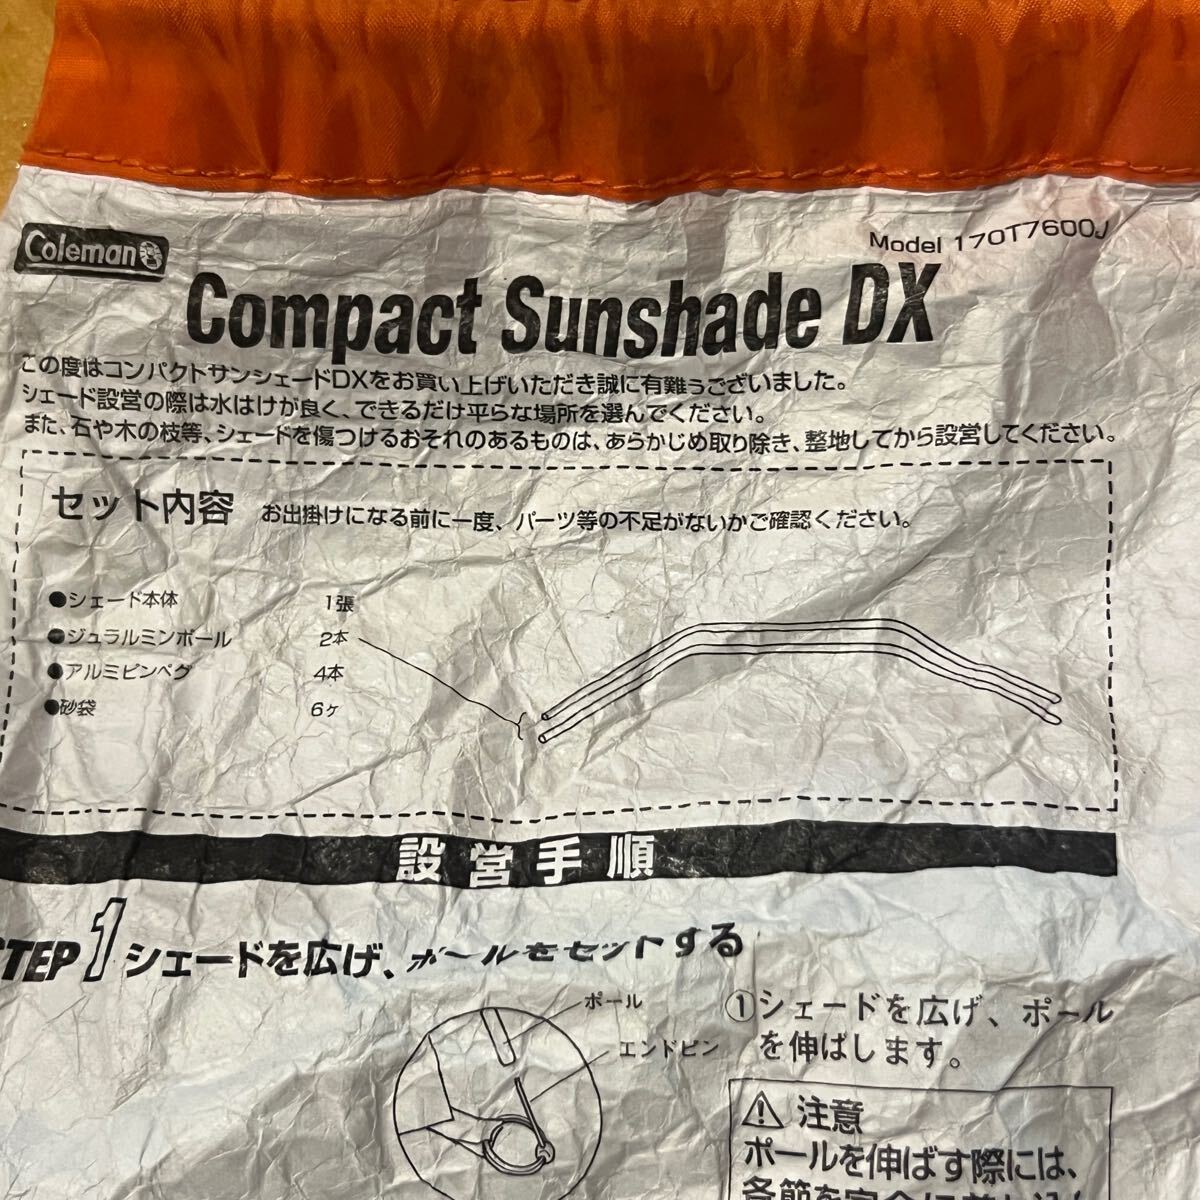 Coleman
Model 170T7600J
Compact Sunshade DX
この度はコンパクトサンシェードDXをお買い上げいただき誠に有難うございました。
シェード設営の際は水はけが良く、できるだけ平らな場所を選んでください。
また、石や木の枝等、シェードを傷つけるおそれのあるものは、あらかじめ取り除き、整地してから設営してください。
セット内容 お出掛けになる前に一度、パーツ等の不足がないかご確認ください。
●シェード本体 1張
●ジュラルミンポール 2本
●アルミピンペグ 4本
●砂袋 6ヶ
設営手順
STEP 1 シェードを広げ、ポールをセットする
ポール
エンドピン
①シェードを広げ、ポール
を伸ばします。
⚠ 注意
ポールを伸ばす際には、